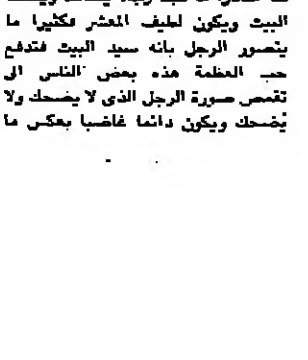 البيت ويكون لطيف المعشر فكثيرا ما
يتصور الرجل بانه سيد البيت فتدفع
حب العظمة هذه بعض الناس الى
تقمص صورة الرجل الذى لا يضحك ولا
يُضحك ويكون دائما غاضبا بعكس ما